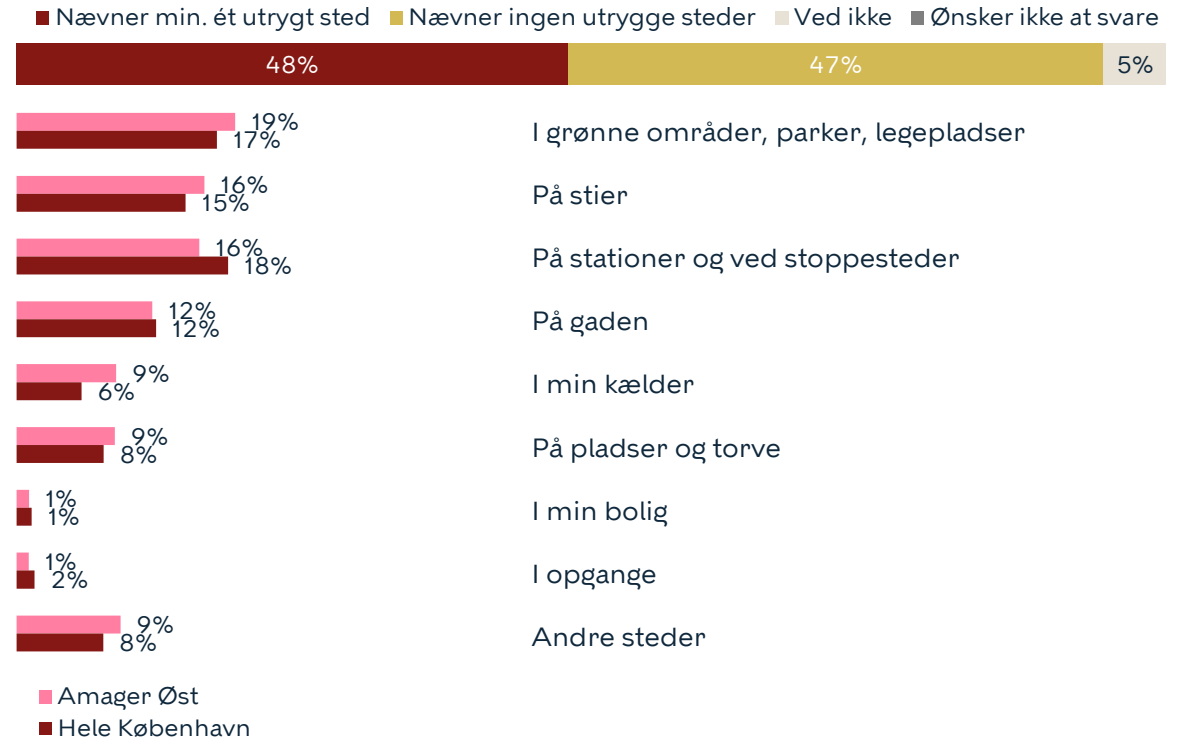 Nævner min. ét utrygt sted Nævner ingen utrygge steder Ved ikke Ønsker ikke at svare
48% 47% 5%
19%
17% I grønne områder, parker, legepladser
16%
15% På stier
16%
18% På stationer og ved stoppesteder
12%
12% På gaden
9%
6% I min kælder
9%
8% På pladser og torve
1%
1% I min bolig
1%
2% I opgange
9%
8% Andre steder
Amager Øst
Hele København